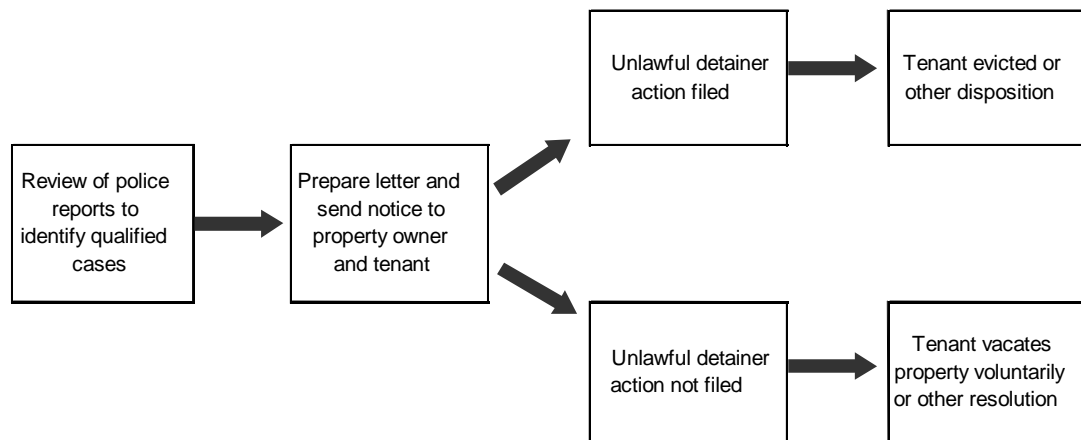 Review of police
reports to
identify qualified
cases
Prepare letter and
send notice to
property owner
and tenant
Unlawful detainer
action filed
Tenant evicted or
other disposition
Unlawful detainer
action not filed
Tenant vacates
property voluntarily
or other resolution